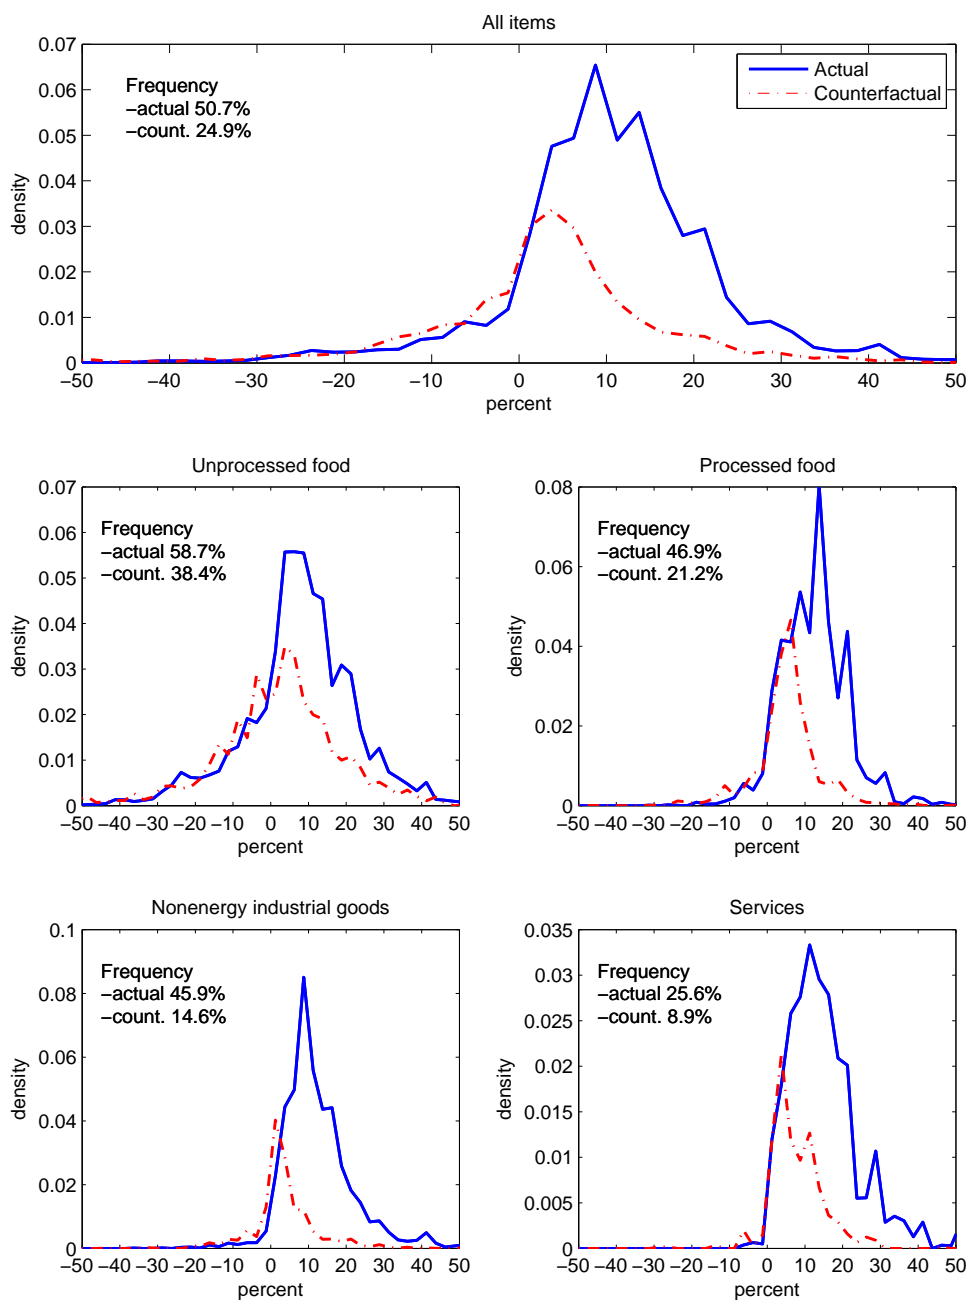 All items
0.07
0.06
0.05
0.04
0.03
0.02
0.01
0
density
Frequency
−actual 50.7%
−count. 24.9%
Actual
Counterfactual
−50 −40 −30 −20 −10 0 10 20 30 40 50
percent
Unprocessed food
0.07
0.06
0.05
0.04
0.03
0.02
0.01
0
density
Frequency
−actual 58.7%
−count. 38.4%
−50 −40 −30 −20 −10 0 10 20 30 40 50
percent
Processed food
0.08
0.06
0.04
0.02
0
density
Frequency
−actual 46.9%
−count. 21.2%
−50 −40 −30 −20 −10 0 10 20 30 40 50
percent
Nonenergy industrial goods
0.1
0.08
0.06
0.04
0.02
0
density
Frequency
−actual 45.9%
−count. 14.6%
−50 −40 −30 −20 −10 0 10 20 30 40 50
percent
Services
0.035
0.03
0.025
0.02
0.015
0.01
0.005
0
density
Frequency
−actual 25.6%
−count. 8.9%
−50 −40 −30 −20 −10 0 10 20 30 40 50
percent